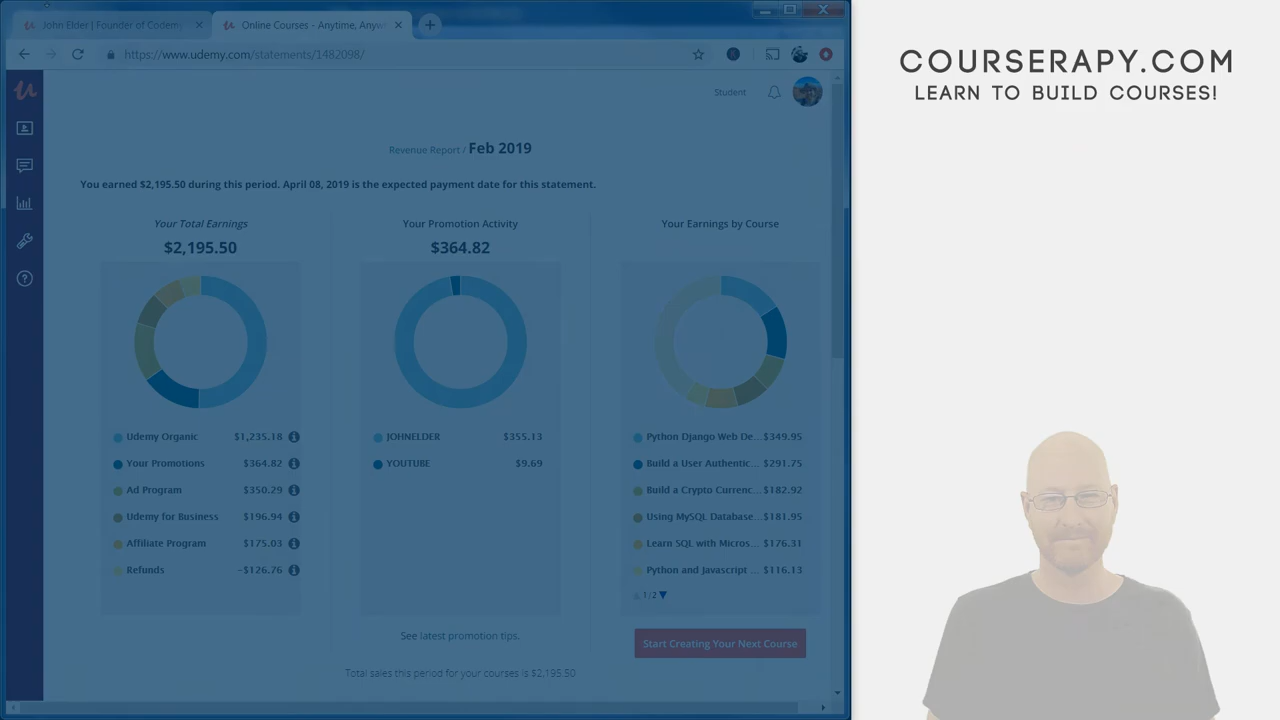 John Elder | Founder of Codemy
Online Courses - Anytime, Anyw
https://www.udemy.com/statements/1482098/
COURSERAPY.COM
LEARN TO BUILD COURSES!
Student
Revenue Report / Feb 2019
You earned $2,195.50 during this period. April 08, 2019 is the expected payment date for this statement.
Your Total Earnings
$2,195.50
Udemy Organic $1,235.18
Your Promotions $364.82
Ad Program $350.29
Udemy for Business $196.94
Affiliate Program $175.03
Refunds -$126.76
Your Promotion Activity
$364.82
JOHNELDER $355.13
YOUTUBE $9.69
See latest promotion tips.
Your Earnings by Course
Python Django Web De... $349.95
Build a User Authentic... $291.75
Build a Crypto Currenc... $182.92
Using MySQL Database... $181.95
Learn SQL with Micros... $176.31
Python and Javascript ... $116.13
1/2
Start Creating Your Next Course
Total sales this period for your courses is $2,195.50